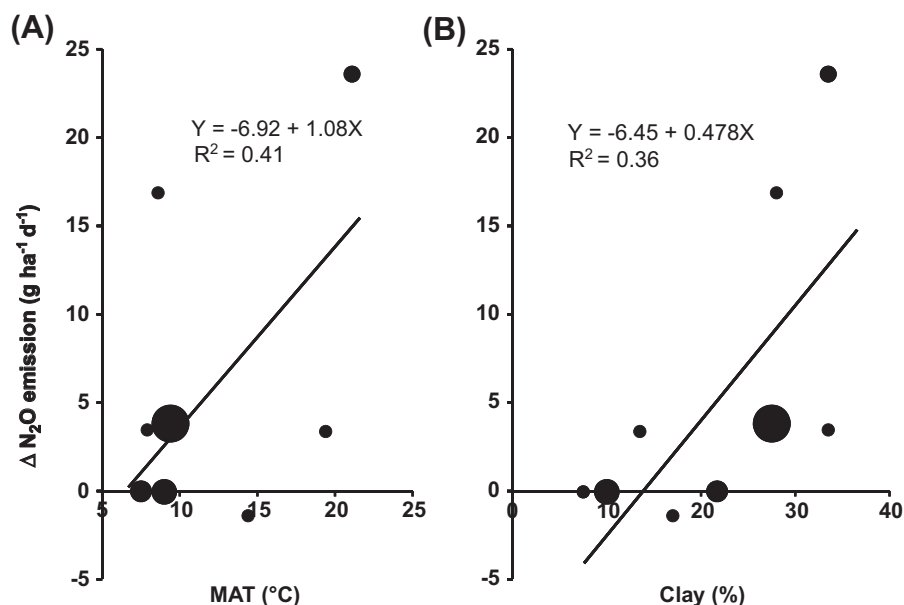 (A)
(B)
25
20
15
10
5
0
-5
Δ N₂O emission (g ha⁻¹ d⁻¹)
Y = -6.92 + 1.08X
R² = 0.41
5 10 15 20 25
MAT (°C)
25
20
15
10
5
0
-5
Y = -6.45 + 0.478X
R² = 0.36
0 10 20 30 40
Clay (%)